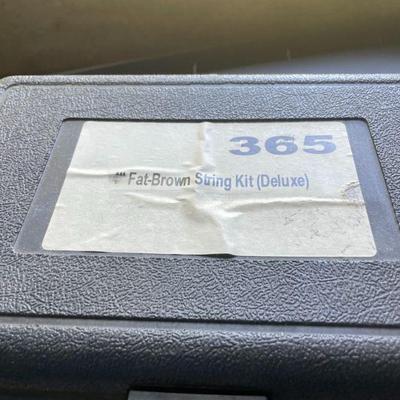 365
*** Fat-Brown String Kit (Deluxe)